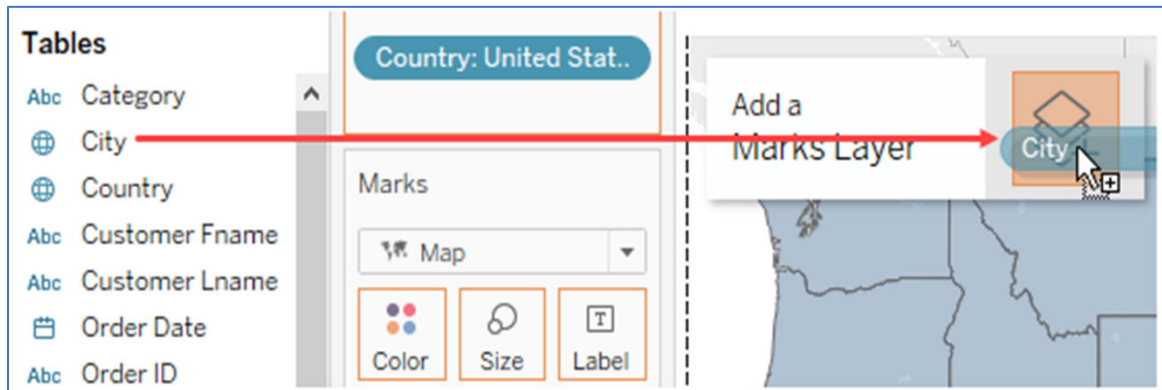 Tables
Abc Category
City
Country
Abc Customer Fname
Abc Customer Lname
Order Date
Abc Order ID
Country: United Stat..
Marks
Map
Color Size Label
Add a
Marks Layer
City